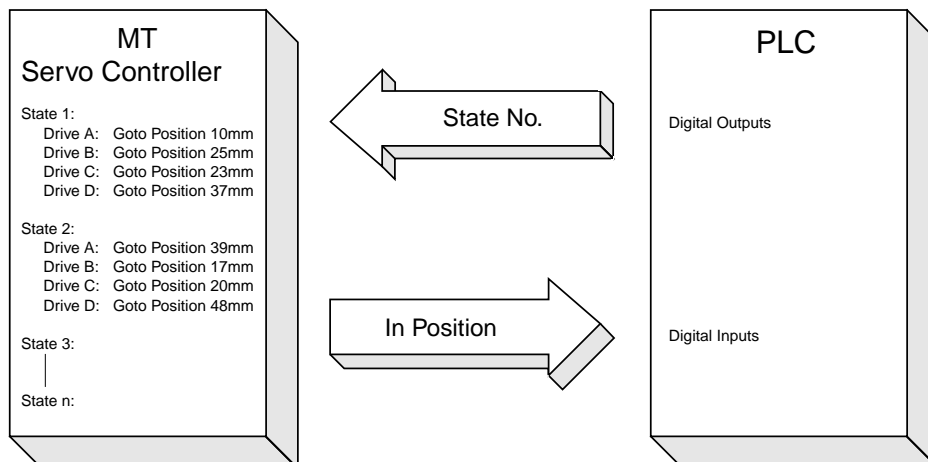 MT
Servo Controller
State 1:
Drive A: Goto Position 10mm
Drive B: Goto Position 25mm
Drive C: Goto Position 23mm
Drive D: Goto Position 37mm
State 2:
Drive A: Goto Position 39mm
Drive B: Goto Position 17mm
Drive C: Goto Position 20mm
Drive D: Goto Position 48mm
State 3:
State n:
State No.
In Position
PLC
Digital Outputs
Digital Inputs